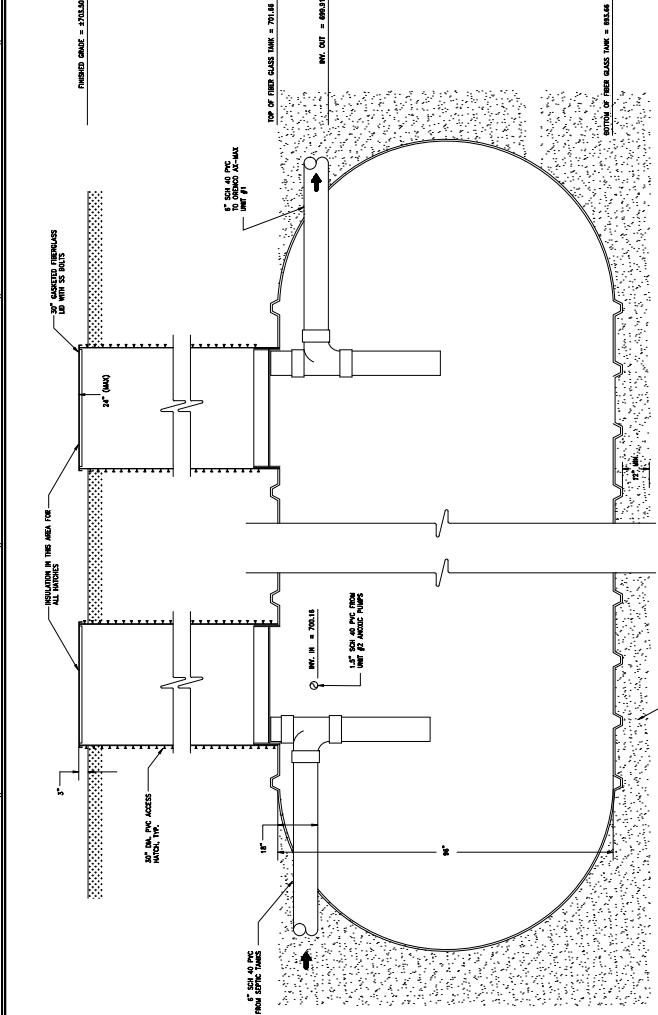 FINISHED GRADE = ±703.50
TOP OF FIBER GLASS TANK = 701.66
INV. OUT = 699.91
BOTTOM OF FIBER GLASS TANK = 693.66
6" SCH 40 PVC
TO ORENCO AX-MAX
UNIT #1
30" GASKETED FIBERGLASS
LID WITH SS BOLTS
24" (MAX)
INSULATION IN THIS AREA FOR
ALL HATCHES
12" MIN.
INV. IN = 700.16
1.5" SCH 40 PVC FROM
UNIT #2 ANOXIC PUMPS
3"
30" DIA. PVC ACCESS
HATCH, TYP.
18"
96"
6" SCH 40 PVC
FROM SEPTIC TANKS